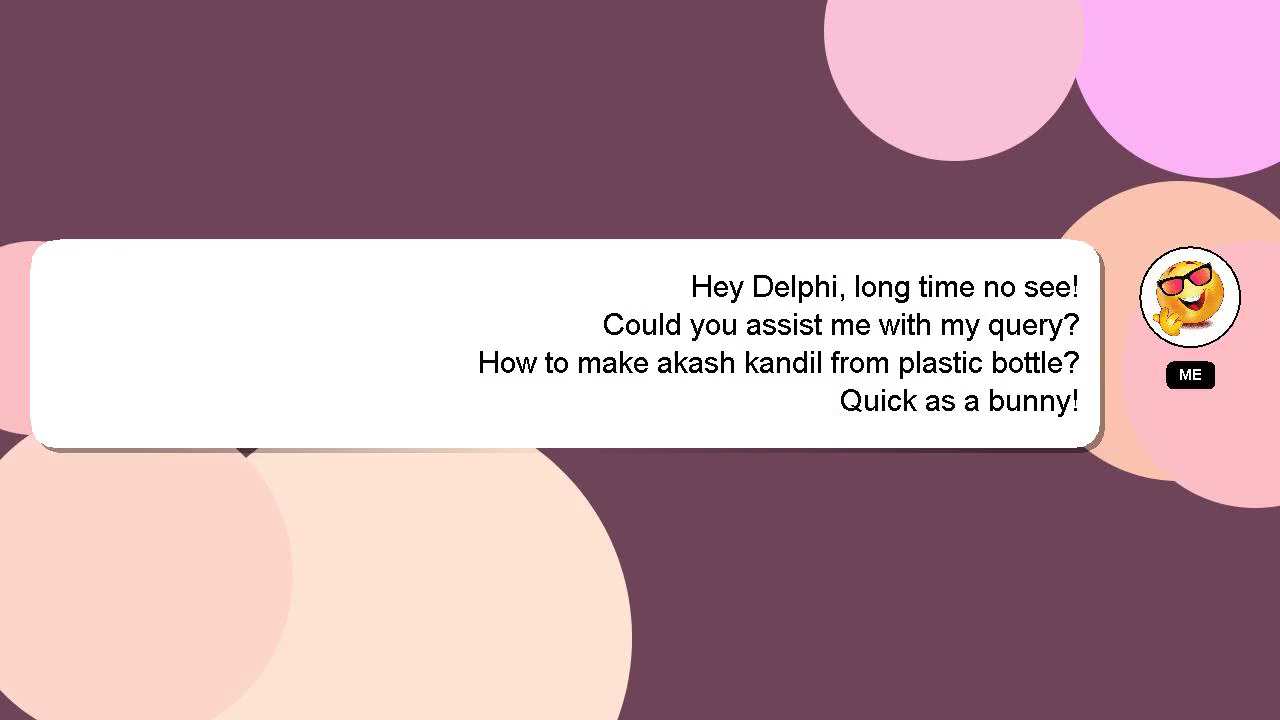 Hey Delphi, long time no see!
Could you assist me with my query?
How to make akash kandil from plastic bottle?
Quick as a bunny!
ME